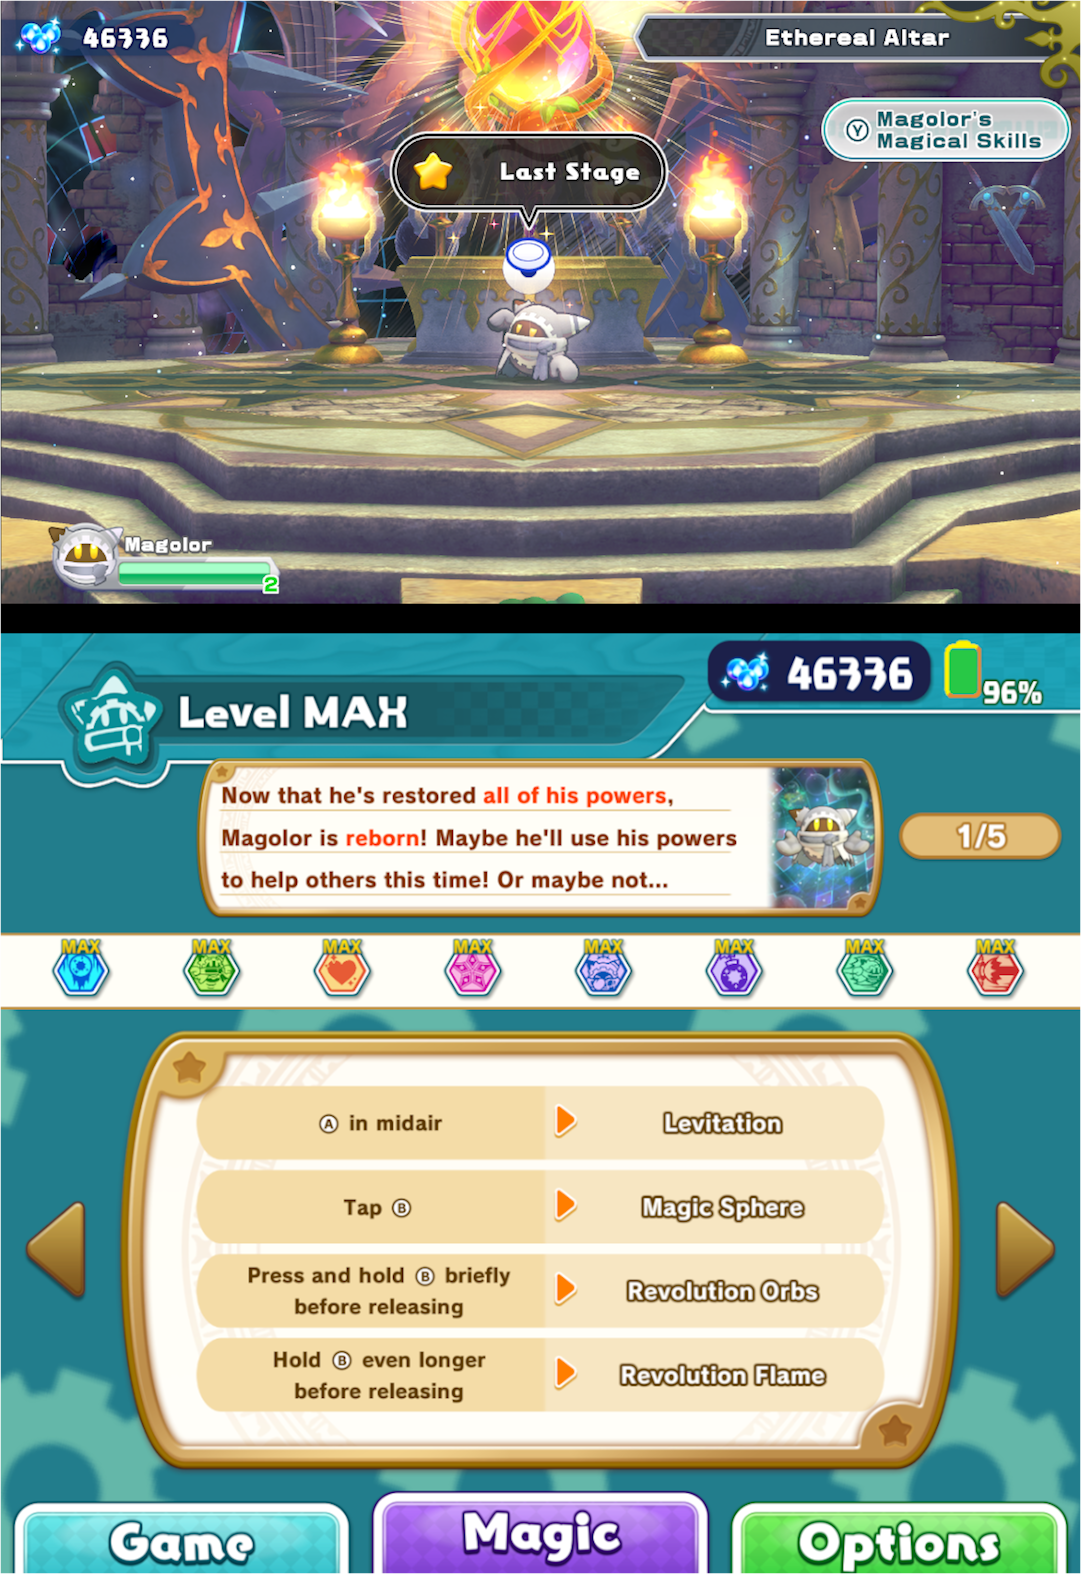 46336
Ethereal Altar
Ⓨ Magolor's
Magical Skills
Last Stage
Magolor
2
Level MAX
46336
96%
Now that he's restored all of his powers,
Magolor is reborn! Maybe he'll use his powers
to help others this time! Or maybe not...
1/5
MAX MAX MAX MAX MAX MAX MAX MAX
Ⓐ in midair
Levitation
Tap Ⓑ
Magic Sphere
Press and hold Ⓑ briefly
before releasing
Revolution Orbs
Hold Ⓑ even longer
before releasing
Revolution Flame
Game
Magic
Options